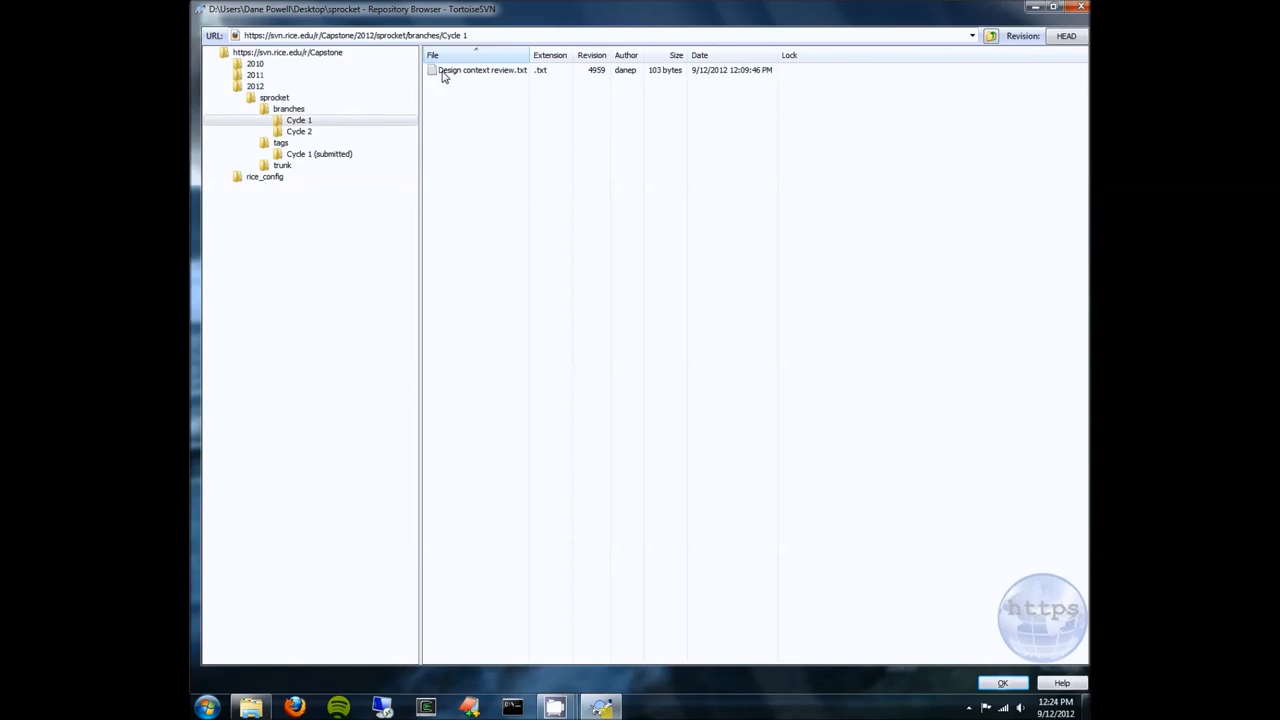 D:\Users\Dane Powell\Desktop\sprocket - Repository Browser - TortoiseSVN
URL: https://svn.rice.edu/r/Capstone/2012/sprocket/branches/Cycle 1 Revision: HEAD
https://svn.rice.edu/r/Capstone
2010
2011
2012
sprocket
branches
Cycle 1
Cycle 2
tags
Cycle 1 (submitted)
trunk
rice_config
File Extension Revision Author Size Date Lock
Design context review.txt .txt 4959 danep 103 bytes 9/12/2012 12:09:46 PM
https
OK Help
12:24 PM
9/12/2012